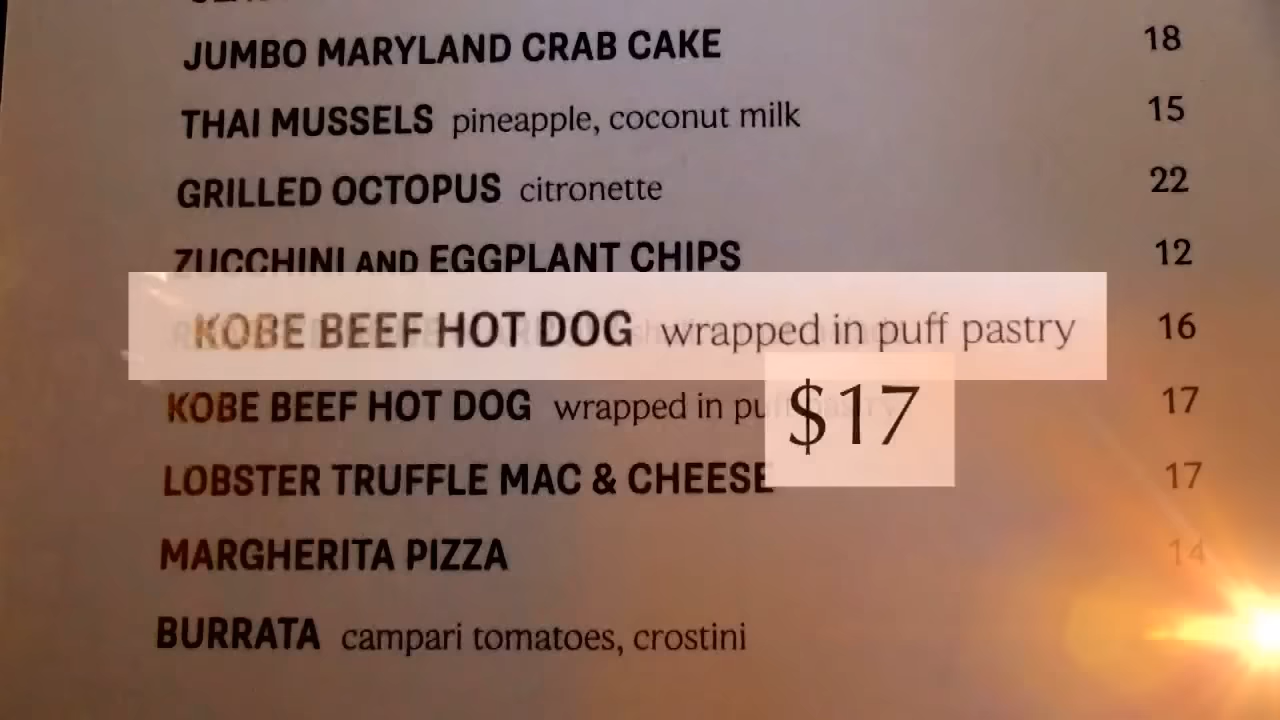 JUMBO MARYLAND CRAB CAKE 18
THAI MUSSELS pineapple, coconut milk 15
GRILLED OCTOPUS citronette 22
ZUCCHINI AND EGGPLANT CHIPS 12
KOBE BEEF HOT DOG wrapped in puff pastry 16
KOBE BEEF HOT DOG wrapped in puff pastry 17
$17
LOBSTER TRUFFLE MAC & CHEESE 17
MARGHERITA PIZZA 14
BURRATA campari tomatoes, crostini